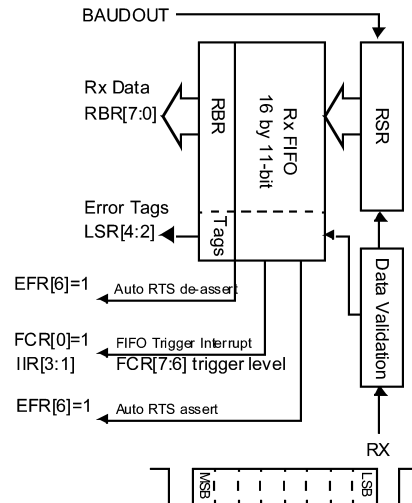 BAUDOUT
Rx Data
RBR[7:0]
RBR
Rx FIFO
16 by 11-bit
RSR
Error Tags
LSR[4:2]
Tags
Data Validation
EFR[6]=1
Auto RTS de-assert
FCR[0]=1
FIFO Trigger Interrupt
IIR[3:1]
FCR[7:6] trigger level
EFR[6]=1
Auto RTS assert
RX
MSB
LSB